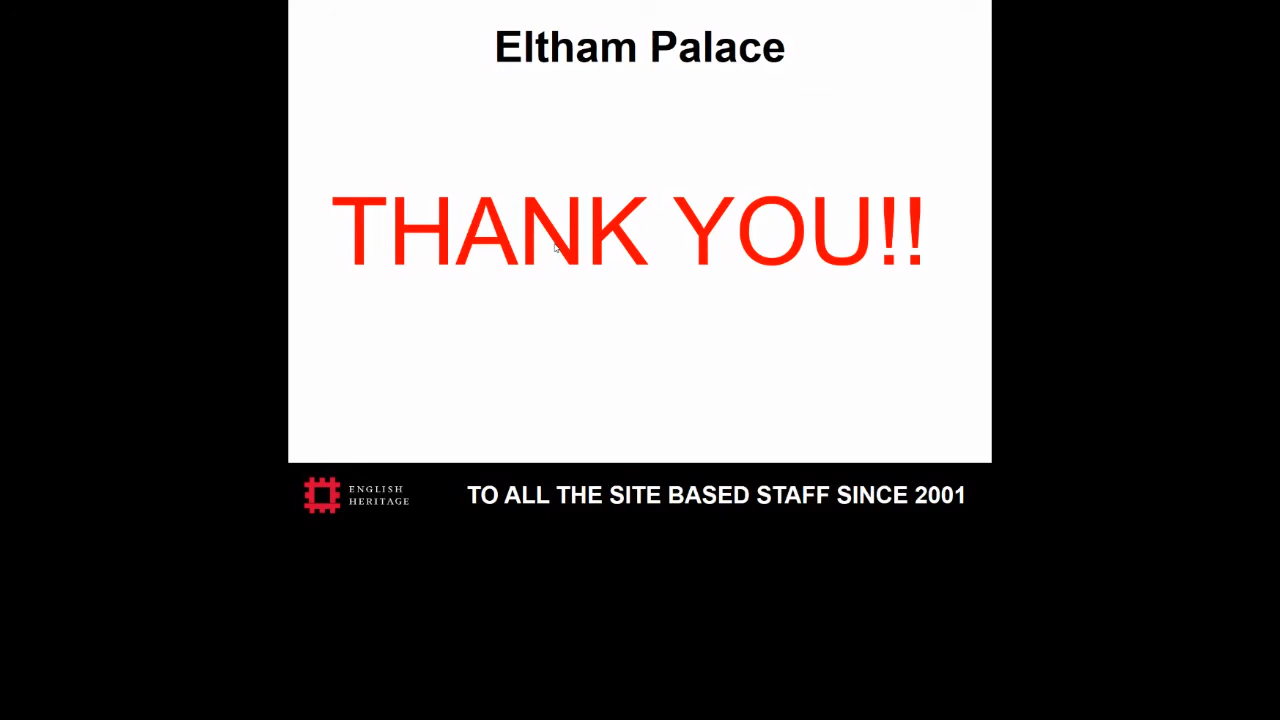 Eltham Palace
THANK YOU!!
ENGLISH
HERITAGE
TO ALL THE SITE BASED STAFF SINCE 2001